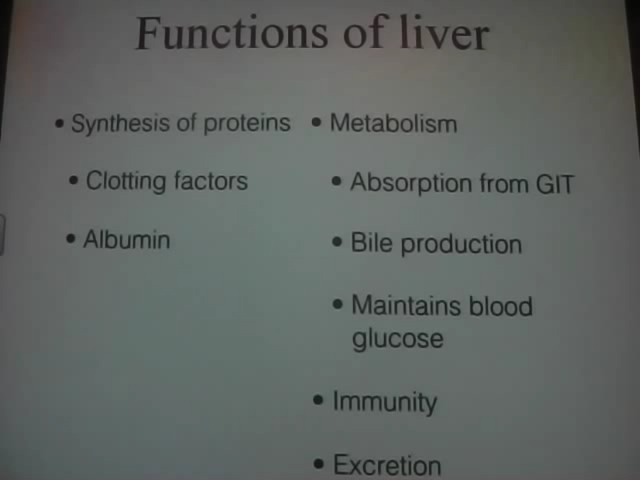 Functions of liver
• Synthesis of proteins
• Clotting factors
• Albumin
• Metabolism
• Absorption from GIT
• Bile production
• Maintains blood
glucose
• Immunity
• Excretion